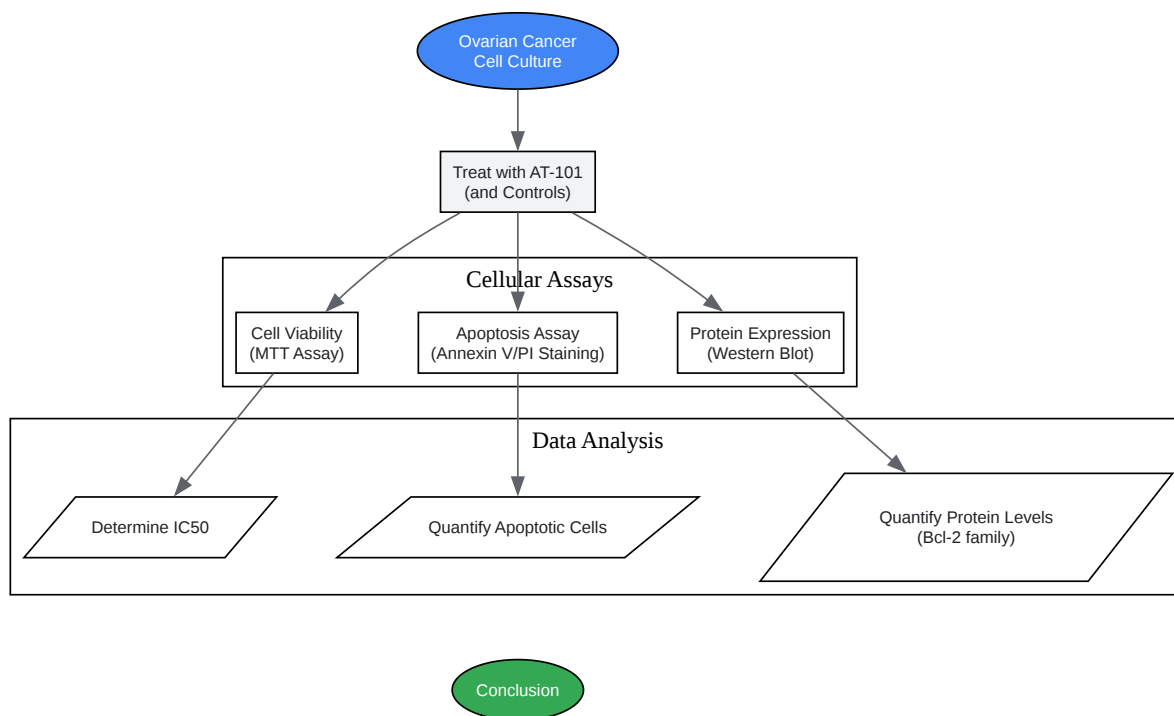 Ovarian Cancer
Cell Culture
Treat with AT-101
(and Controls)
Cellular Assays
Cell Viability
(MTT Assay)
Apoptosis Assay
(Annexin V/PI Staining)
Protein Expression
(Western Blot)
Data Analysis
Determine IC50
Quantify Apoptotic Cells
Quantify Protein Levels
(Bcl-2 family)
Conclusion